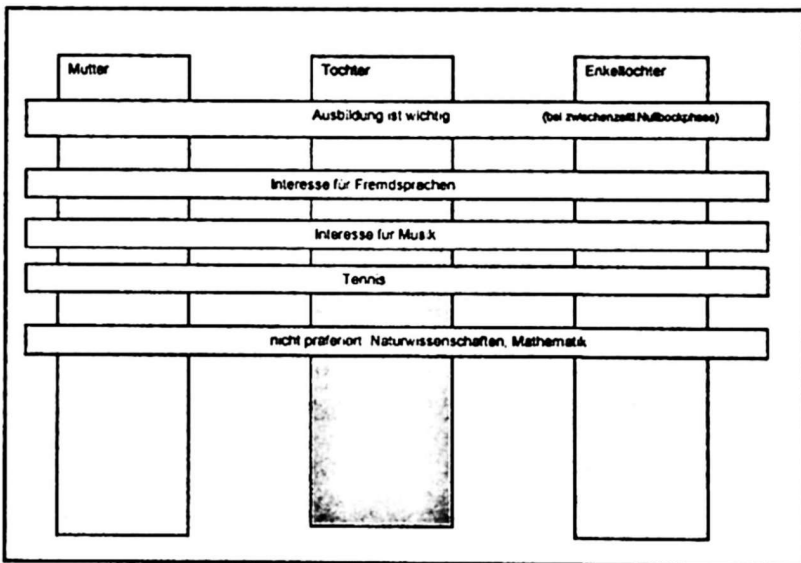 Mutter Tochter Enkeltochter
Ausbildung ist wichtig (bei zwischenzeitl.Nullbockphase)
Interesse für Fremdsprachen
Interesse für Musik
Tennis
nicht präferiert Naturwissenschaften, Mathematik